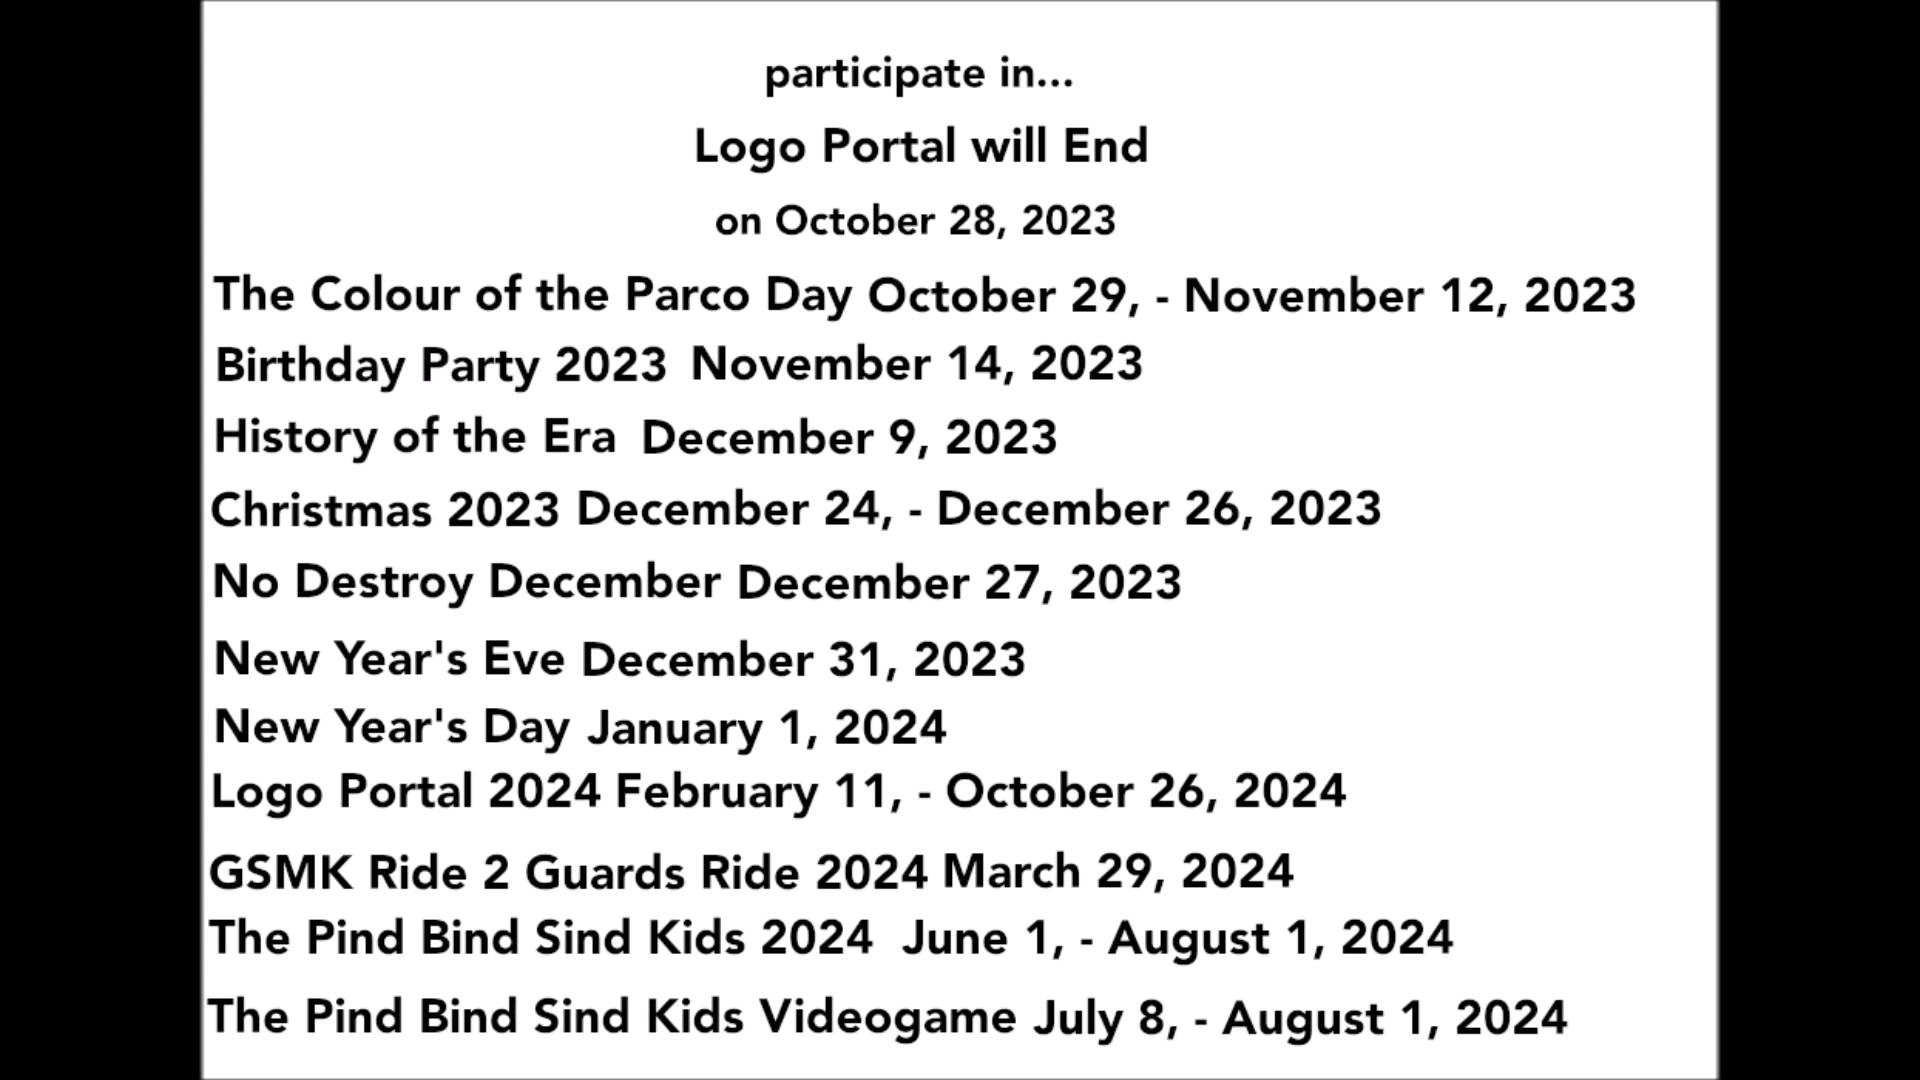 participate in...
Logo Portal will End
on October 28, 2023
The Colour of the Parco Day October 29, - November 12, 2023
Birthday Party 2023 November 14, 2023
History of the Era December 9, 2023
Christmas 2023 December 24, - December 26, 2023
No Destroy December December 27, 2023
New Year's Eve December 31, 2023
New Year's Day January 1, 2024
Logo Portal 2024 February 11, - October 26, 2024
GSMK Ride 2 Guards Ride 2024 March 29, 2024
The Pind Bind Sind Kids 2024 June 1, - August 1, 2024
The Pind Bind Sind Kids Videogame July 8, - August 1, 2024